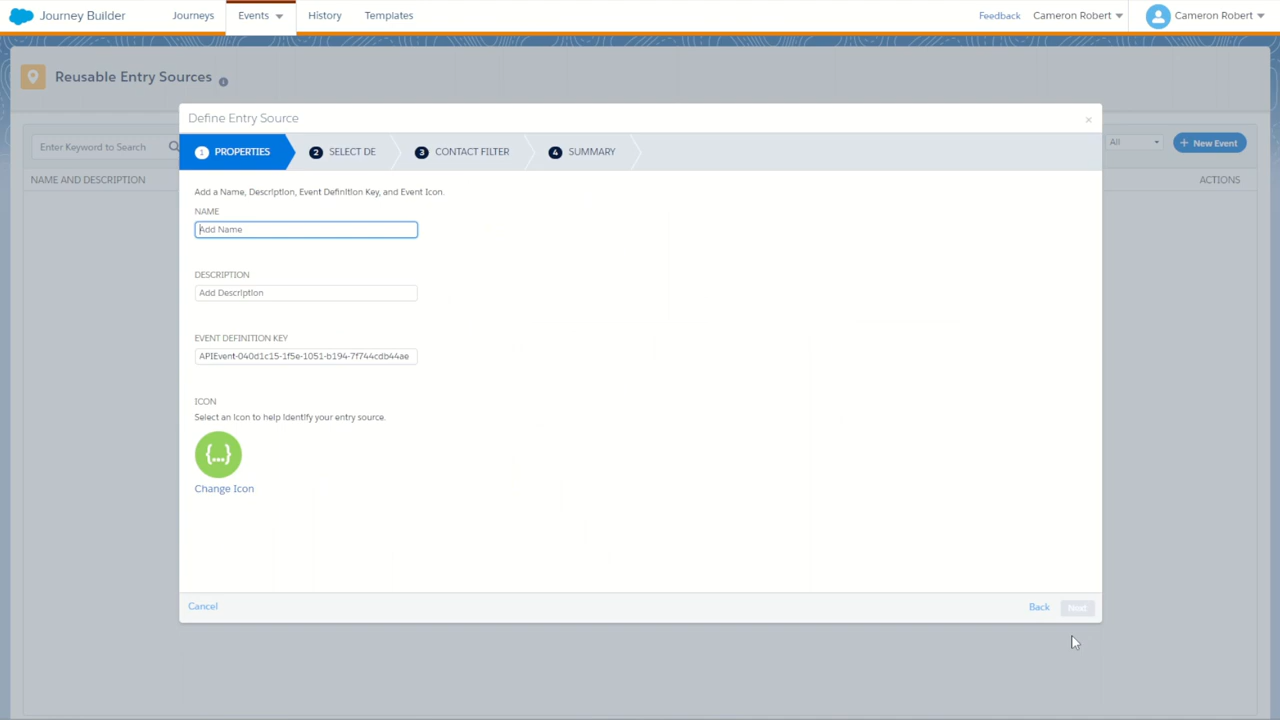 Journey Builder
Journeys
Events
History
Templates
Feedback
Cameron Robert
Cameron Robert
Reusable Entry Sources
Enter Keyword to Search
All
+ New Event
NAME AND DESCRIPTION
ACTIONS
Define Entry Source
×
1 PROPERTIES
2 SELECT DE
3 CONTACT FILTER
4 SUMMARY
Add a Name, Description, Event Definition Key, and Event Icon.
NAME
Add Name
DESCRIPTION
Add Description
EVENT DEFINITION KEY
APIEvent-040d1c15-1f5e-1051-b194-7f744cdb44ae
ICON
Select an icon to help identify your entry source.
{...}
Change Icon
Cancel
Back
Next